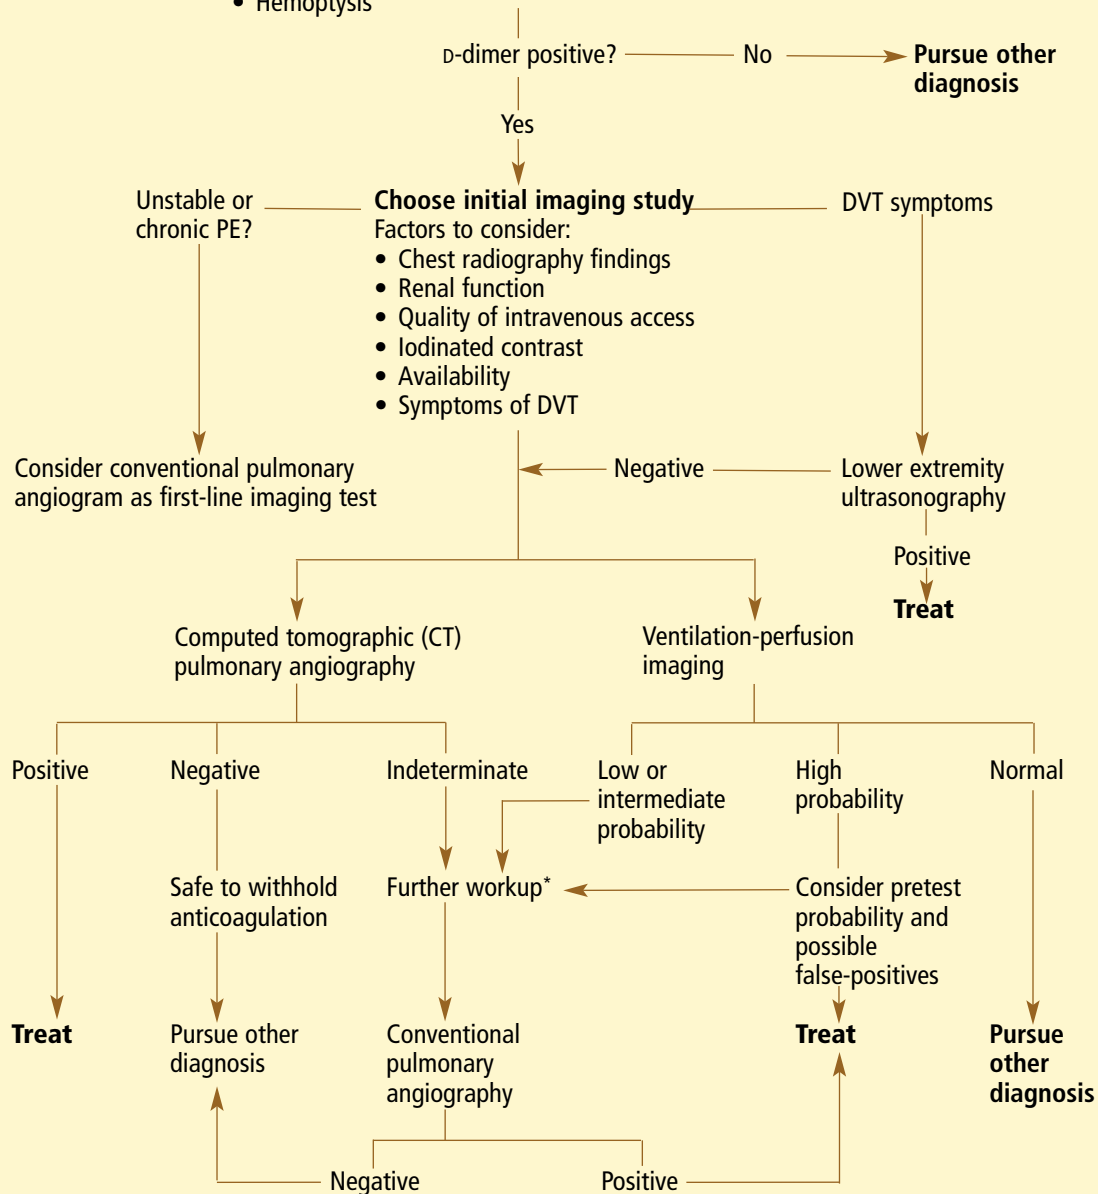 • Hemoptysis
D-dimer positive?
No
Pursue other
diagnosis
Yes
Unstable or
chronic PE?
Choose initial imaging study
Factors to consider:
• Chest radiography findings
• Renal function
• Quality of intravenous access
• Iodinated contrast
• Availability
• Symptoms of DVT
DVT symptoms
Consider conventional pulmonary
angiogram as first-line imaging test
Negative
Lower extremity
ultrasonography
Positive
Treat
Computed tomographic (CT)
pulmonary angiography
Ventilation-perfusion
imaging
Positive
Negative
Indeterminate
Low or
intermediate
probability
High
probability
Normal
Safe to withhold
anticoagulation
Further workup*
Consider pretest
probability and
possible
false-positives
Treat
Pursue other
diagnosis
Conventional
pulmonary
angiography
Treat
Pursue
other
diagnosis
Negative
Positive